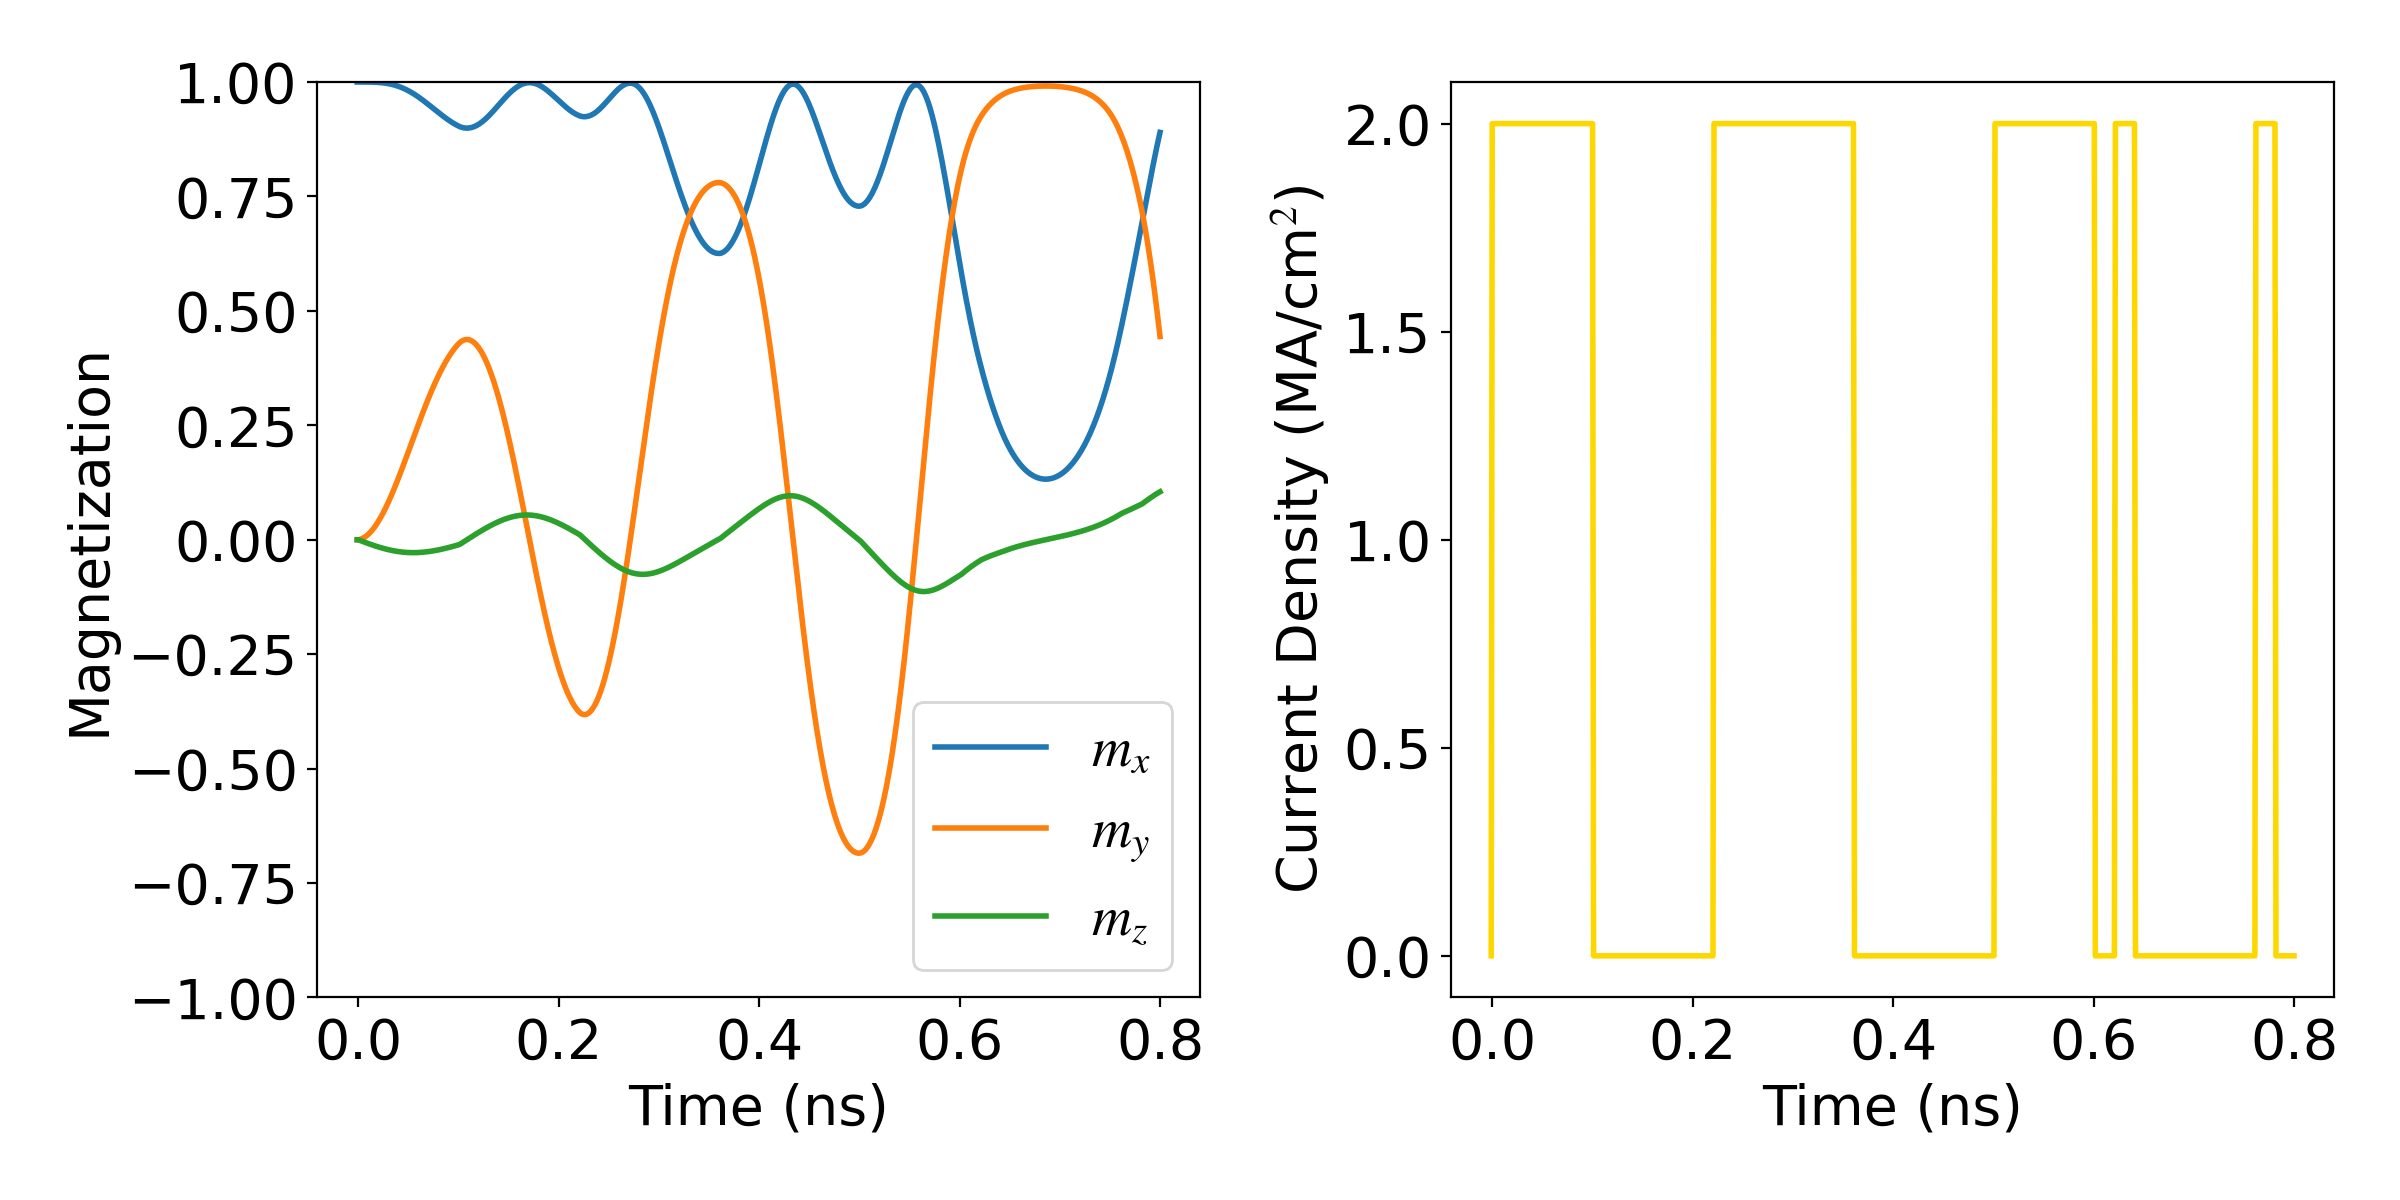 Magnetization
1.00
0.75
0.50
0.25
0.00
−0.25
−0.50
−0.75
−1.00
0.0 0.2 0.4 0.6 0.8
Time (ns)
m_x
m_y
m_z
Current Density (MA/cm²)
2.0
1.5
1.0
0.5
0.0
0.0 0.2 0.4 0.6 0.8
Time (ns)